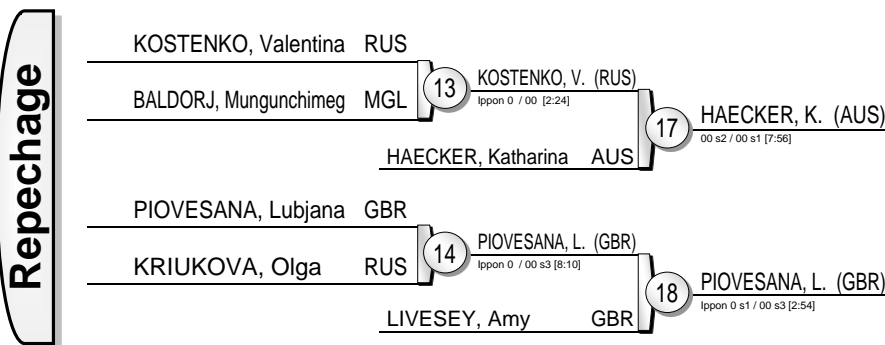 Repechage
KOSTENKO, Valentina RUS
BALDORJ, Mungunchimeg MGL
13
KOSTENKO, V. (RUS)
Ippon 0 / 00 [2:24]
HAECKER, Katharina AUS
17
HAECKER, K. (AUS)
00 s2 / 00 s1 [7:56]
PIOVESANA, Lubjana GBR
KRIUKOVA, Olga RUS
14
PIOVESANA, L. (GBR)
Ippon 0 / 00 s3 [8:10]
LIVESEY, Amy GBR
18
PIOVESANA, L. (GBR)
Ippon 0 s1 / 00 s3 [2:54]